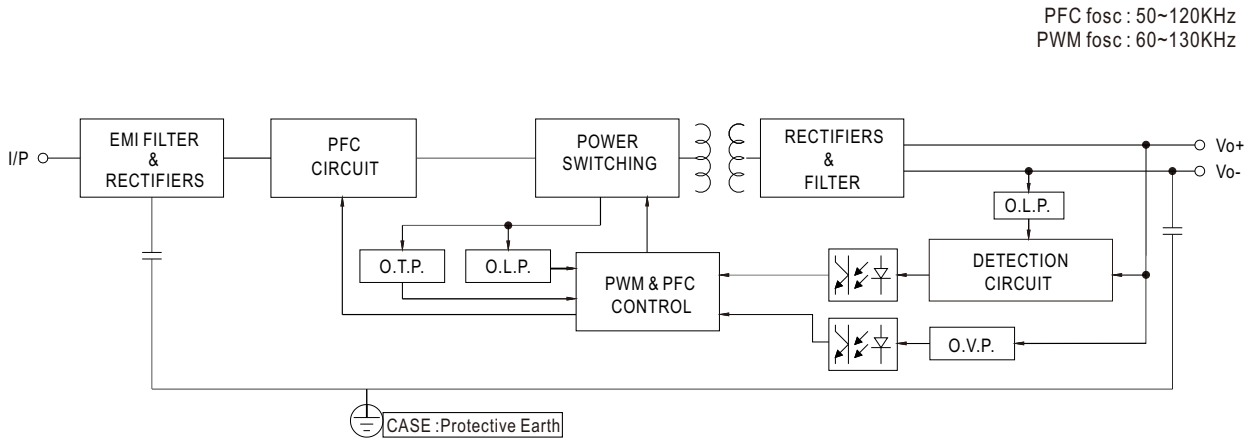 PFC fosc : 50~120KHz
PWM fosc : 60~130KHz
I/P
EMI FILTER
&
RECTIFIERS
PFC
CIRCUIT
POWER
SWITCHING
RECTIFIERS
&
FILTER
Vo+
Vo-
O.L.P.
O.T.P.
O.L.P.
PWM & PFC
CONTROL
DETECTION
CIRCUIT
O.V.P.
CASE :Protective Earth